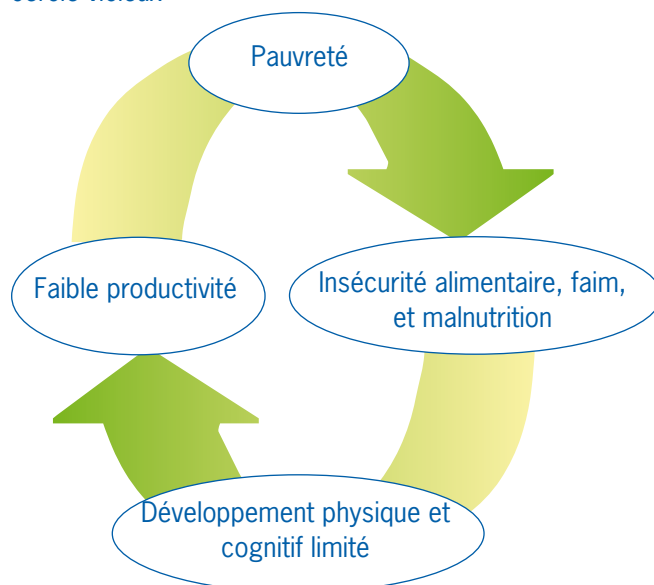 Pauvreté
Insécurité alimentaire, faim,
et malnutrition
Faible productivité
Développement physique et
cognitif limité